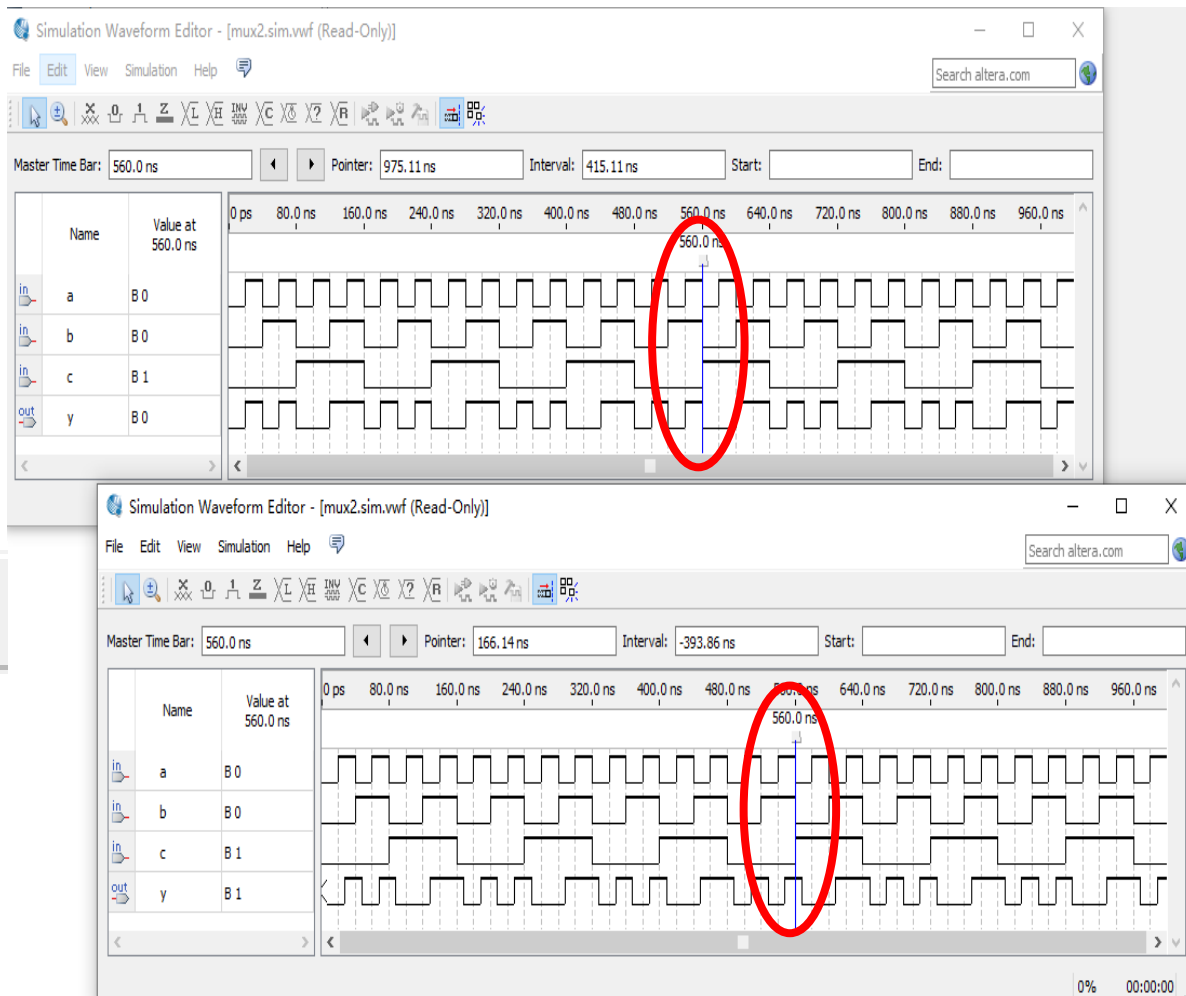 Simulation Waveform Editor - [mux2.sim.vwf (Read-Only)]
File Edit View Simulation Help
Search altera.com
Master Time Bar: 560.0 ns Pointer: 975.11 ns Interval: 415.11 ns Start: End:
Name Value at 560.0 ns
0 ps 80.0 ns 160.0 ns 240.0 ns 320.0 ns 400.0 ns 480.0 ns 560.0 ns 640.0 ns 720.0 ns 800.0 ns 880.0 ns 960.0 ns
560.0 ns
in a B 0
in b B 0
in c B 1
out y B 0
Simulation Waveform Editor - [mux2.sim.vwf (Read-Only)]
File Edit View Simulation Help
Search altera.com
Master Time Bar: 560.0 ns Pointer: 166.14 ns Interval: -393.86 ns Start: End:
Name Value at 560.0 ns
0 ps 80.0 ns 160.0 ns 240.0 ns 320.0 ns 400.0 ns 480.0 ns 560.0 ns 640.0 ns 720.0 ns 800.0 ns 880.0 ns 960.0 ns
560.0 ns
in a B 0
in b B 0
in c B 1
out y B 1
0% 00:00:00